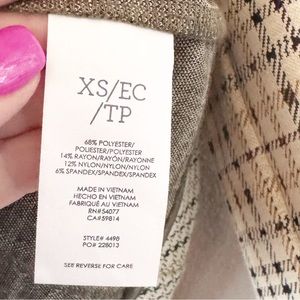 XS/EC
/TP
68% POLYESTER/
POLIESTER/POLYESTER
14% RAYON/RAYÓN/RAYONNE
12% NYLON/NYLON/NYLON
6% SPANDEX/SPANDEX/SPANDEX
MADE IN VIETNAM
HECHO EN VIETNAM
FABRIQUÉ AU VIETNAM
RN#54077
CA#59814
STYLE# 4498
PO# 228013
SEE REVERSE FOR CARE